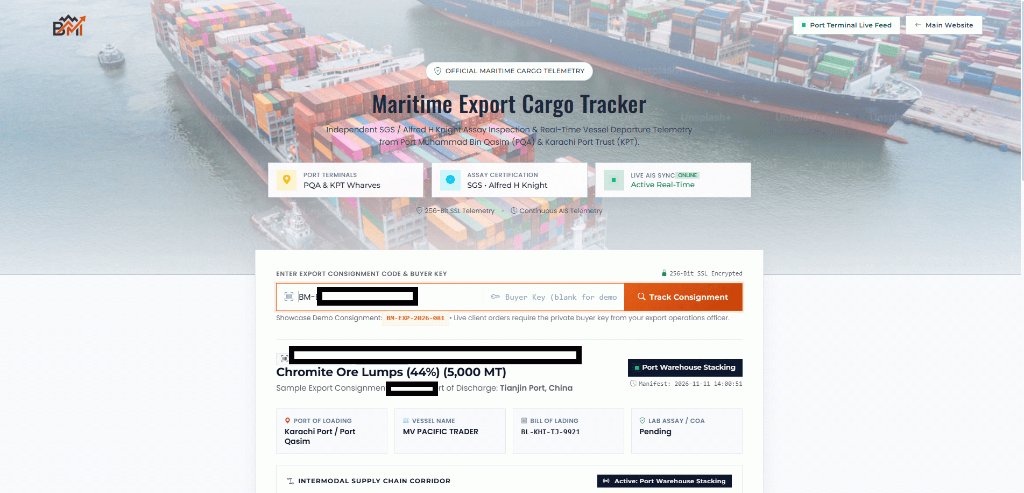 BMI
Port Terminal Live Feed
← Main Website
OFFICIAL MARITIME CARGO TELEMETRY
Maritime Export Cargo Tracker
Independent SGS / Alfred H Knight Assay Inspection & Real-Time Vessel Departure Telemetry
from Port Muhammad Bin Qasim (PQA) & Karachi Port Trust (KPT).
PORT TERMINALS
PQA & KPT Wharves
ASSAY CERTIFICATION
SGS • Alfred H Knight
LIVE AIS SYNC ONLINE
Active Real-Time
256-Bit SSL Telemetry • Continuous AIS Telemetry
Unsplash+
ENTER EXPORT CONSIGNMENT CODE & BUYER KEY
256-Bit SSL Encrypted
BM-
Buyer Key (blank for demo
Track Consignment
Showcase Demo Consignment: BM-EXP-2026-001 • Live client orders require the private buyer key from your export operations officer.
Chromite Ore Lumps (44%) (5,000 MT)
Port Warehouse Stacking
Sample Export Consignmen rt of Discharge: Tianjin Port, China
Manifest: 2026-11-11 14:00:51
PORT OF LOADING
Karachi Port / Port
Qasim
VESSEL NAME
MV PACIFIC TRADER
BILL OF LADING
BL-KHI-TJ-9921
LAB ASSAY / COA
Pending
INTERMODAL SUPPLY CHAIN CORRIDOR
Active: Port Warehouse Stacking